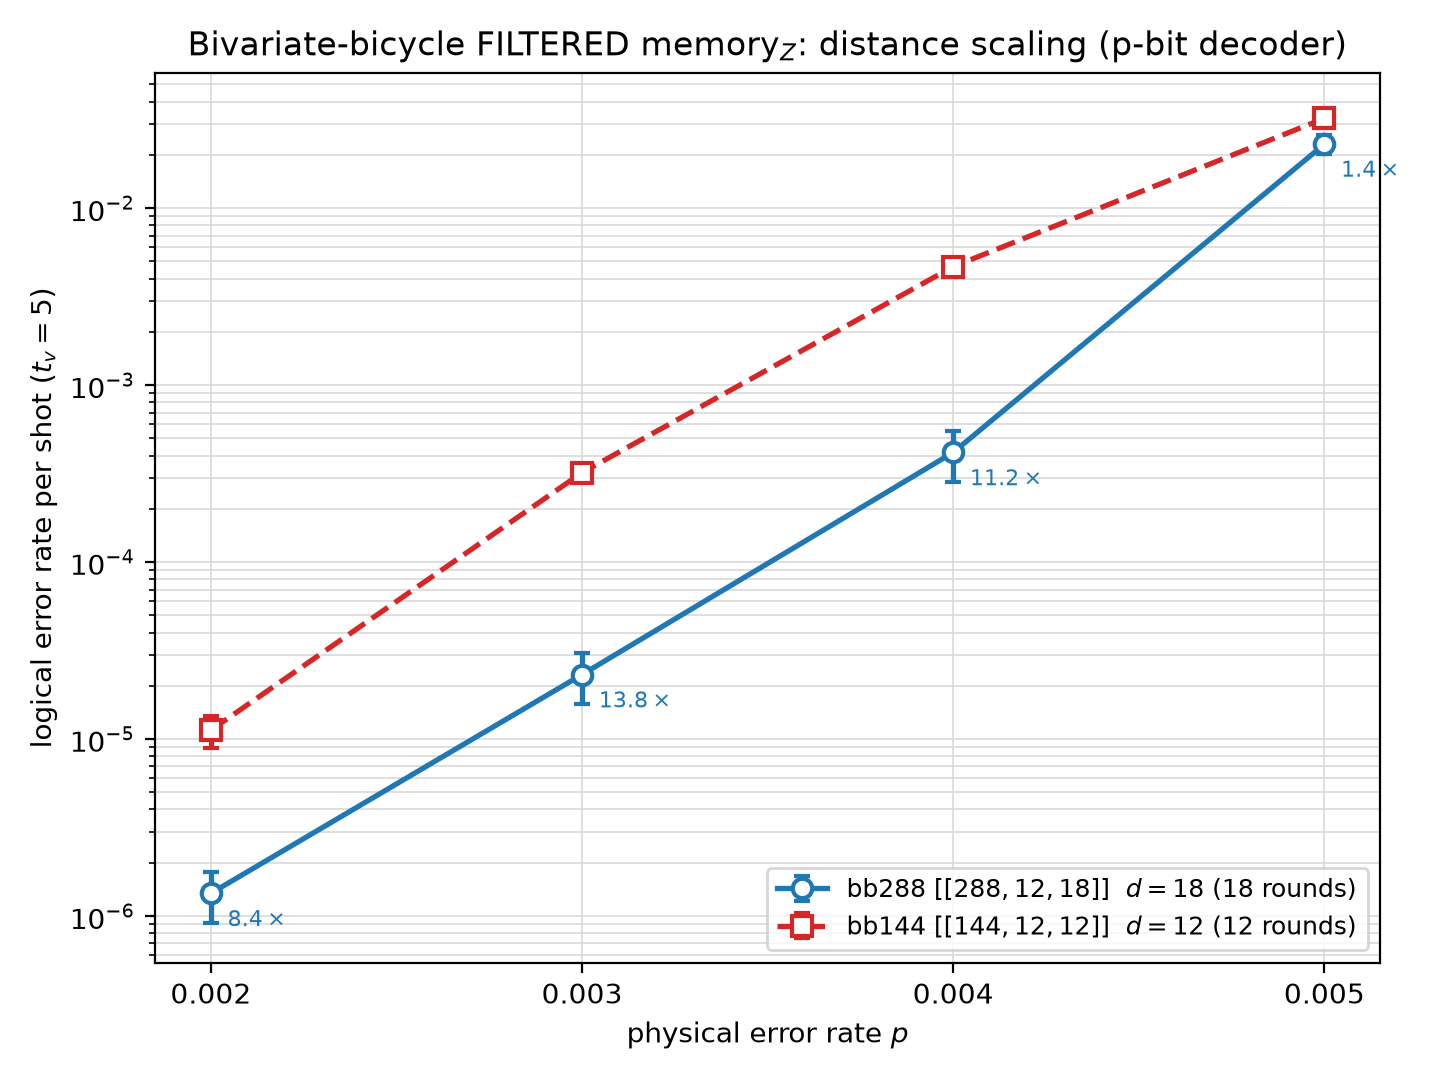 Bivariate-bicycle FILTERED memory_Z: distance scaling (p-bit decoder)
logical error rate per shot (t_v = 5)
10^−2
10^−3
10^−4
10^−5
10^−6
1.4 ×
11.2 ×
13.8 ×
8.4 ×
bb288 [[288, 12, 18]] d = 18 (18 rounds)
bb144 [[144, 12, 12]] d = 12 (12 rounds)
0.002 0.003 0.004 0.005
physical error rate p